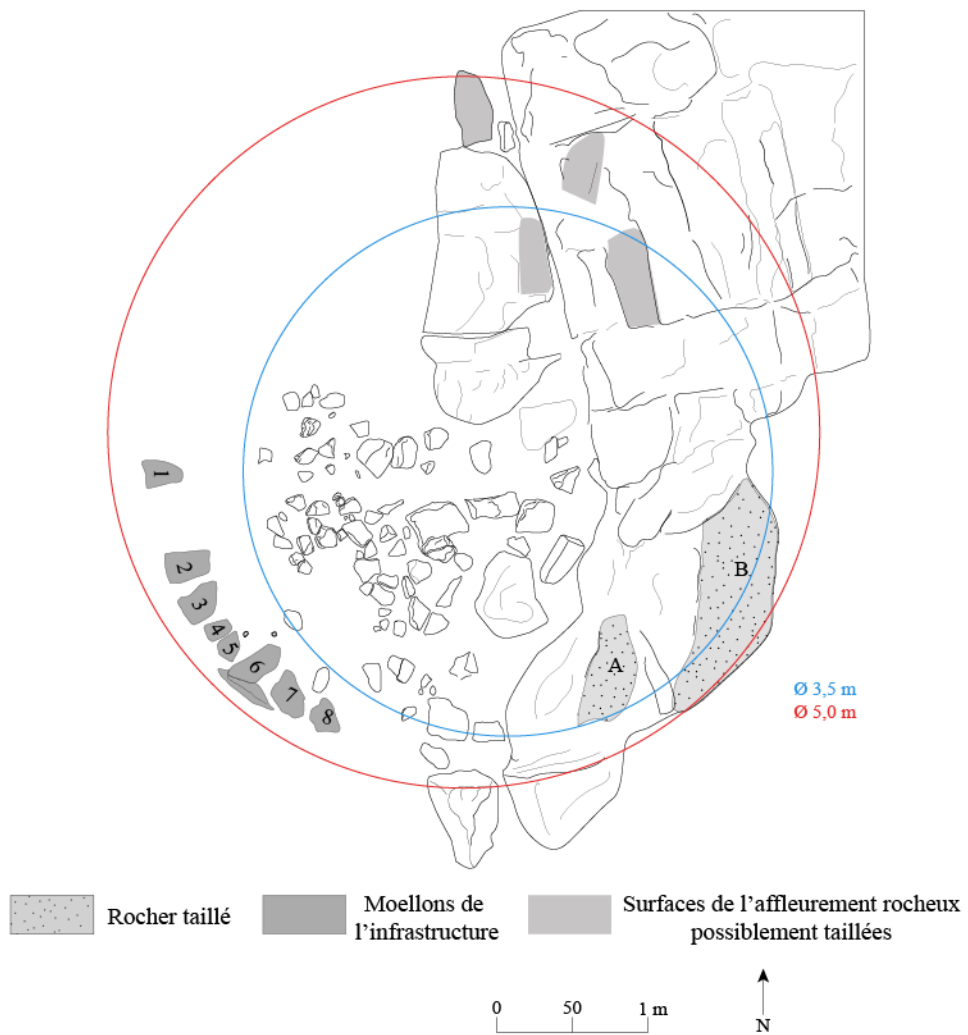 1
2
3
4
5
6
7
8
A
B
Ø 3,5 m
Ø 5,0 m
Rocher taillé
Moellons de
l’infrastructure
Surfaces de l’affleurement rocheux
possiblement taillées
0 50 1 m
N